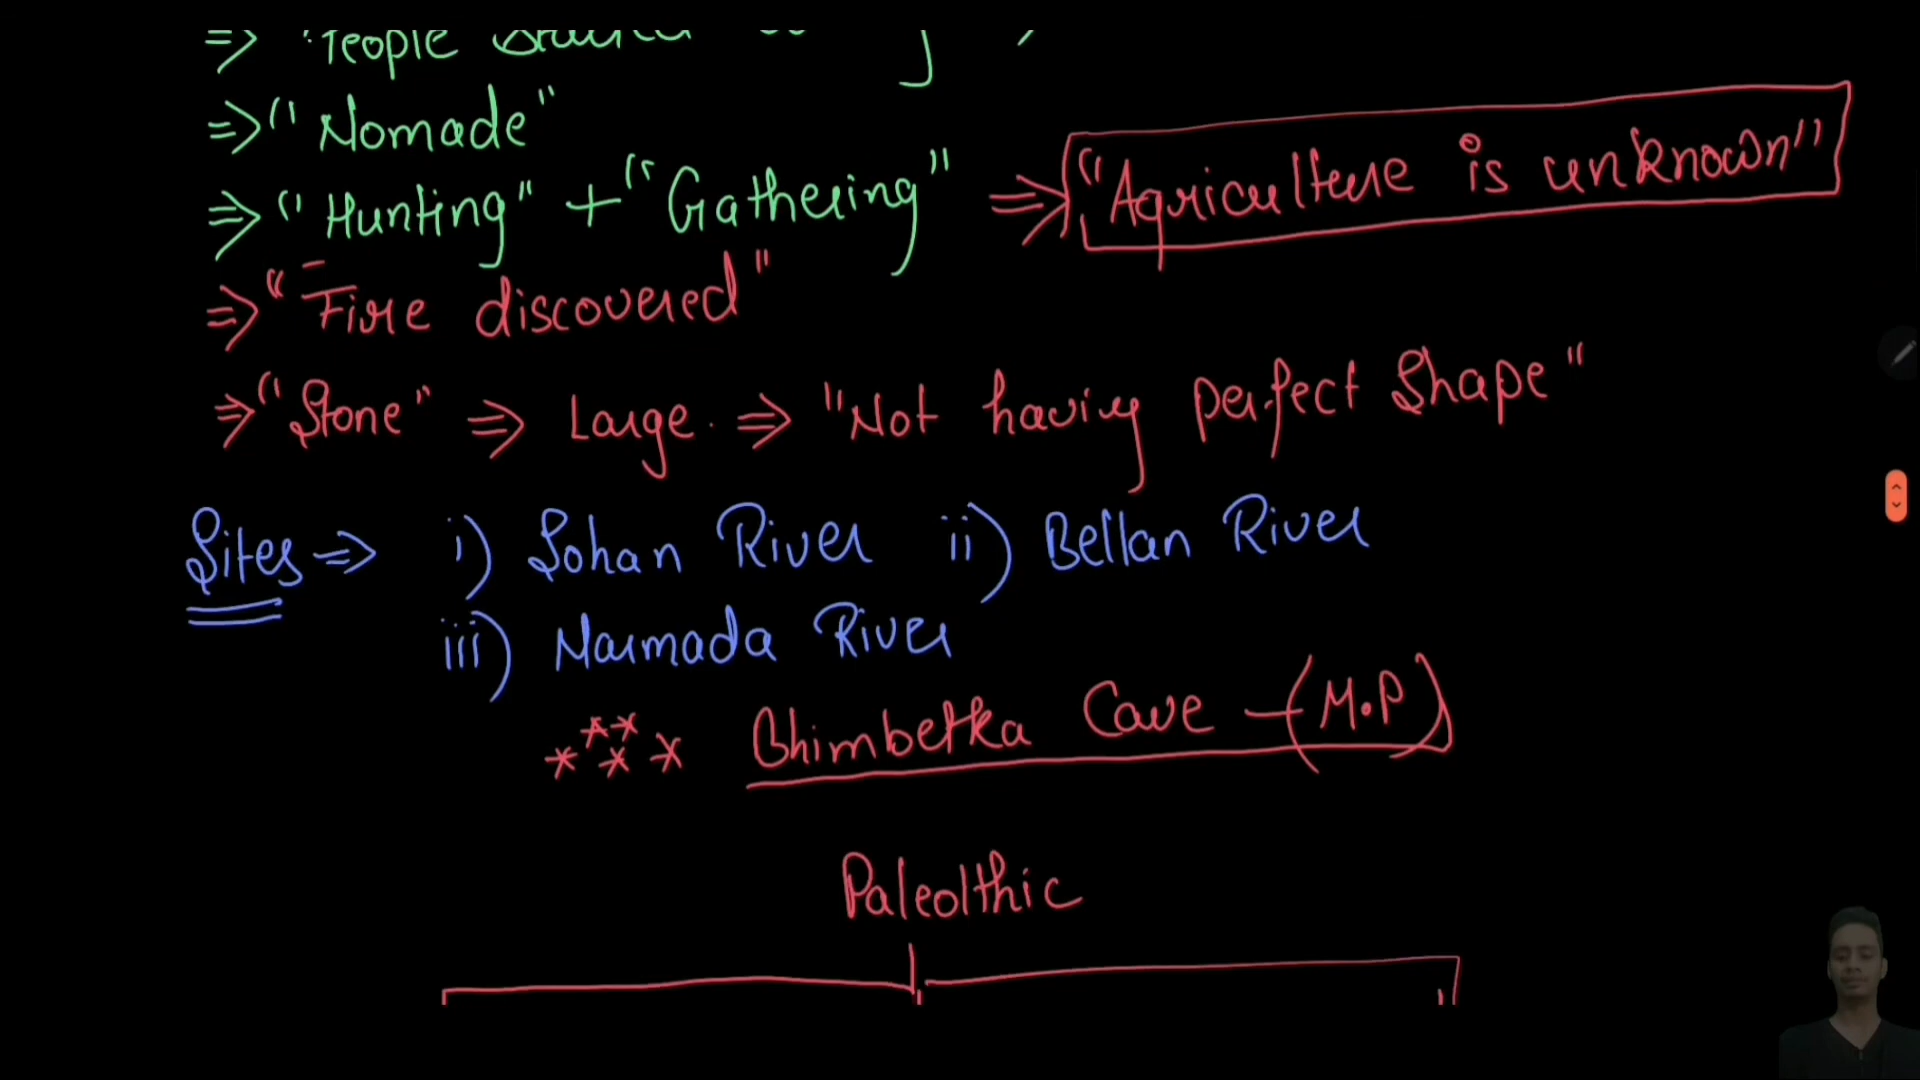 => "People
=> "Nomade"
=> "Hunting" + "Gathering" => "Agriculture is unknown"
=> "Fire discovered"
=> "Stone" => Large. => "Not having perfect Shape"
Sites => i) Sohan River ii) Bellan River
iii) Narmada River
***** Bhimbetka Cave - (M.P)
Paleolthic